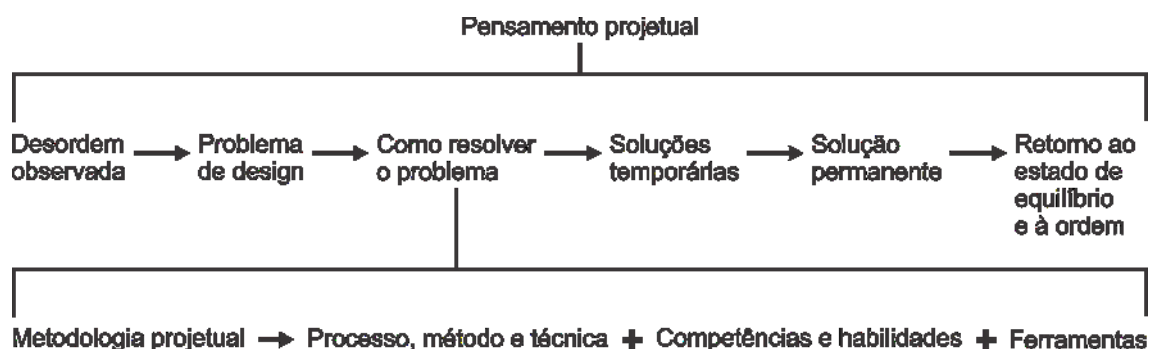 Pensamento projetual
Desordem observada → Problema de design → Como resolver o problema → Soluções temporárias → Solução permanente → Retorno ao estado de equilíbrio e à ordem
Metodologia projetual → Processo, método e técnica + Competências e habilidades + Ferramentas